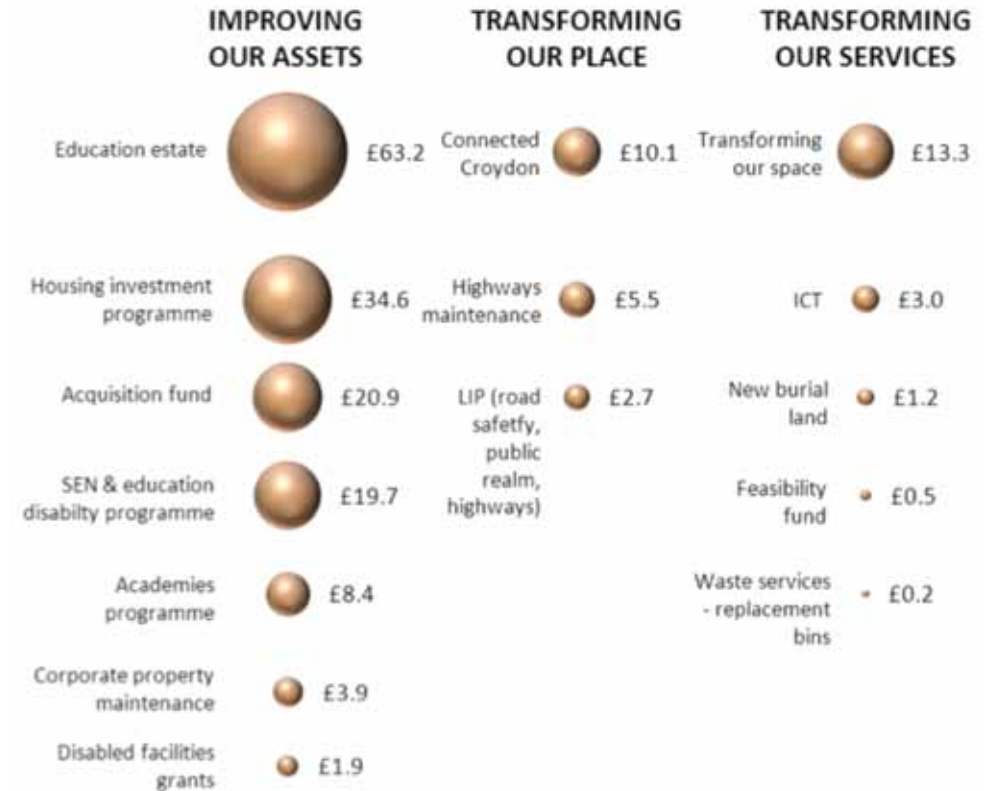 IMPROVING
OUR ASSETS
Education estate
£63.2
Housing investment
programme
£34.6
Acquisition fund
£20.9
SEN & education
disabilty programme
£19.7
Academies
programme
£8.4
Corporate property
maintenance
£3.9
Disabled facilities
grants
£1.9
TRANSFORMING
OUR PLACE
Connected
Croydon
£10.1
Highways
maintenance
£5.5
LIP (road
safetfy,
public
realm,
highways)
£2.7
TRANSFORMING
OUR SERVICES
Transforming
our space
£13.3
ICT
£3.0
New burial
land
£1.2
Feasibility
fund
£0.5
Waste services
- replacement
bins
£0.2